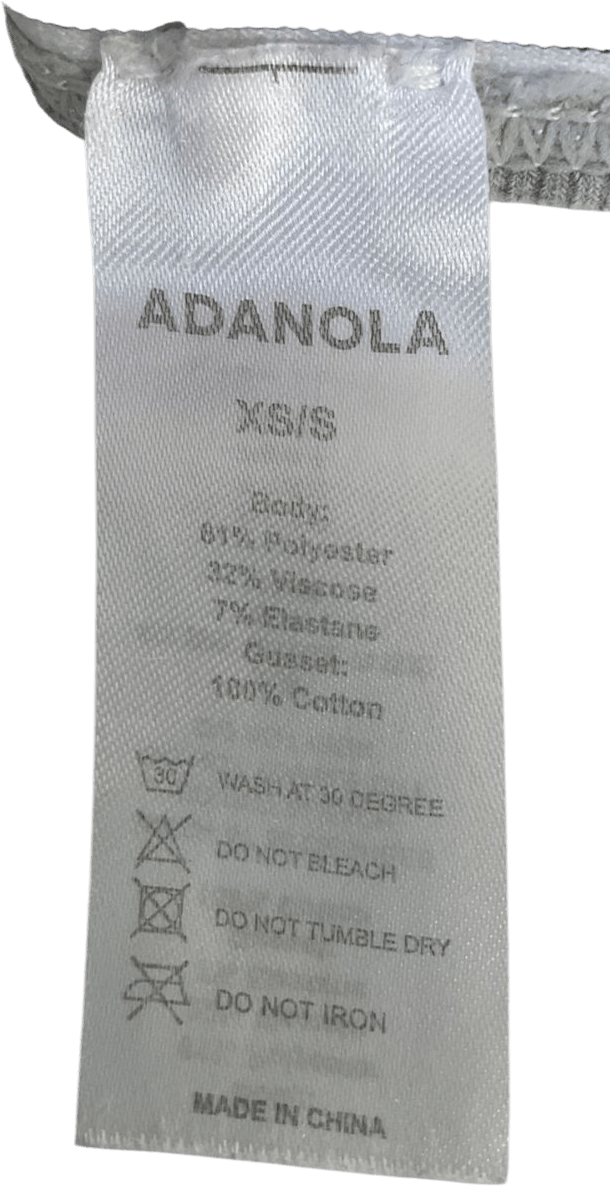 ADANOLA
XS/S
Body:
61% Polyester
32% Viscose
7% Elastane
Gusset:
100% Cotton
30 WASH AT 30 DEGREE
DO NOT BLEACH
DO NOT TUMBLE DRY
DO NOT IRON
MADE IN CHINA